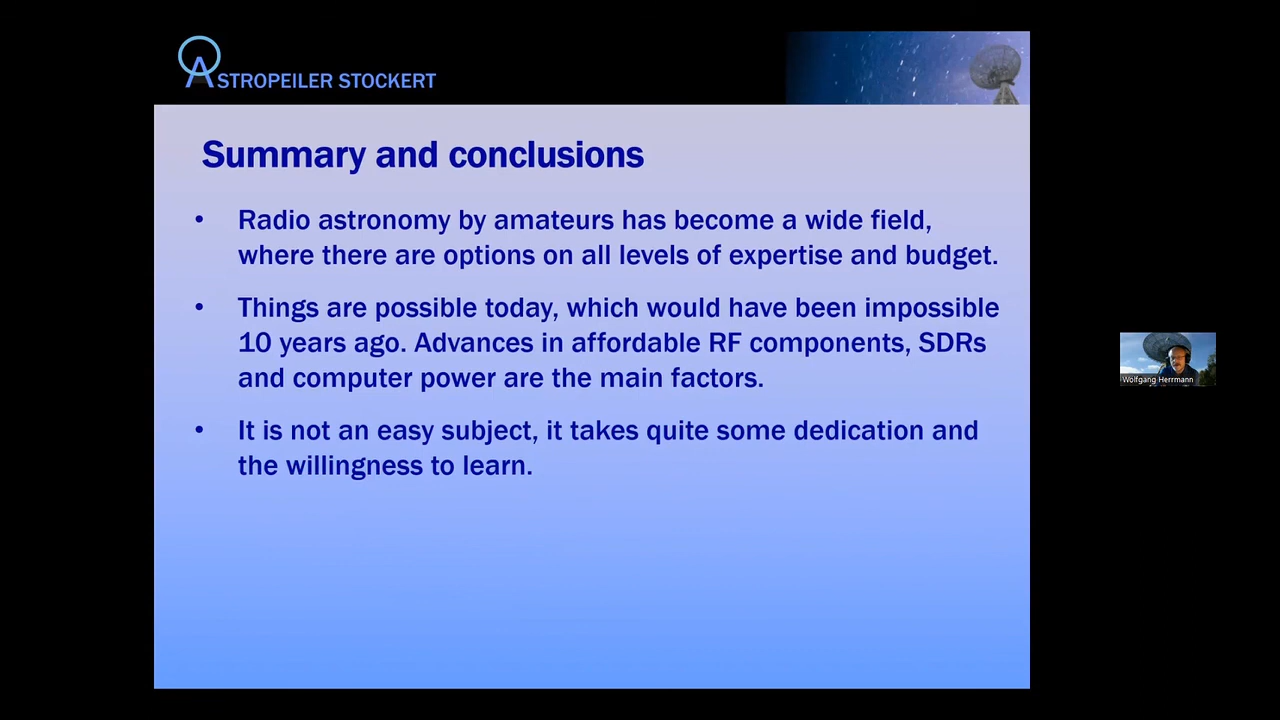 ASTROPEILER STOCKERT
Summary and conclusions
• Radio astronomy by amateurs has become a wide field,
where there are options on all levels of expertise and budget.
• Things are possible today, which would have been impossible
10 years ago. Advances in affordable RF components, SDRs
and computer power are the main factors.
• It is not an easy subject, it takes quite some dedication and
the willingness to learn.
Wolfgang Herrmann